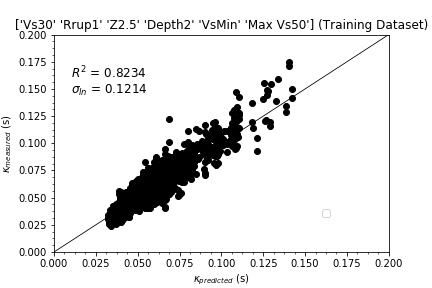 ['Vs30' 'Rrup1' 'Z2.5' 'Depth2' 'VsMin' 'Max Vs50'] (Training Dataset)
0.200
0.175
0.150
0.125
0.100
0.075
0.050
0.025
0.000
κmeasured (s)
R² = 0.8234
σln = 0.1214
0.000 0.025 0.050 0.075 0.100 0.125 0.150 0.175 0.200
κpredicted (s)